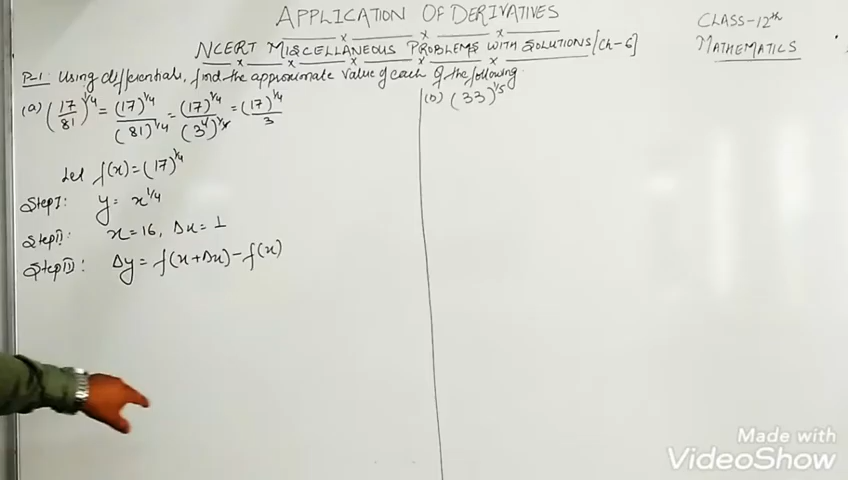 APPLICATION OF DERIVATIVES
NCERT MISCELLANEOUS PROBLEMS WITH SOLUTIONS [Ch-6]
CLASS-12th
MATHEMATICS
P-1: Using differentials, find the approximate value of each of the following
(a) (17/81)^1/4 = (17)^1/4/(81)^1/4 = (17)^1/4/(3^4)^1/4 = (17)^1/4/3
(b) (33)^1/5
Let f(x) = (17)^1/4
Step I: y = x^1/4
Step II: x = 16, Δx = 1
Step III: Δy = f(x+Δx) - f(x)
Made with
VideoShow